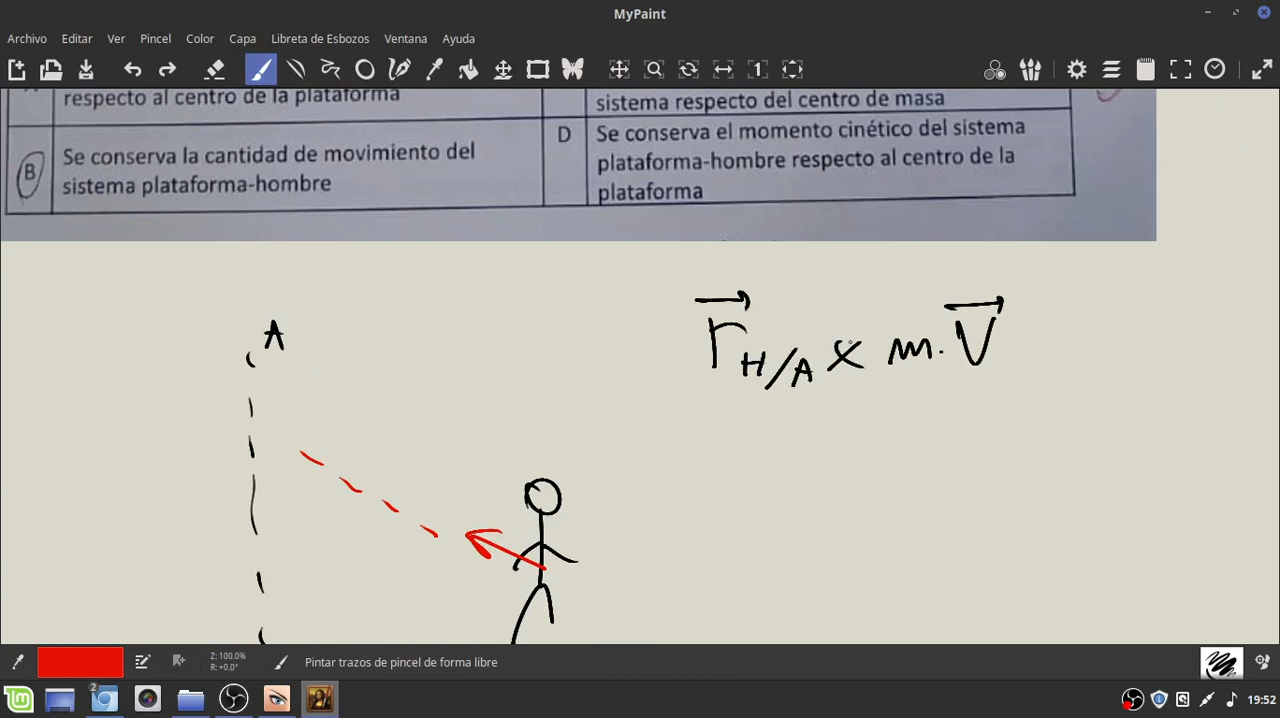 MyPaint
Archivo Editar Ver Pincel Color Capa Libreta de Esbozos Ventana Ayuda
respecto al centro de la plataforma
sistema respecto del centro de masa
B Se conserva la cantidad de movimiento del
sistema plataforma-hombre
D Se conserva el momento cinético del sistema
plataforma-hombre respecto al centro de la
plataforma
A
r H/A x m. V
Z: 100.0%
R: +0.0°
Pintar trazos de pincel de forma libre
2
19:52